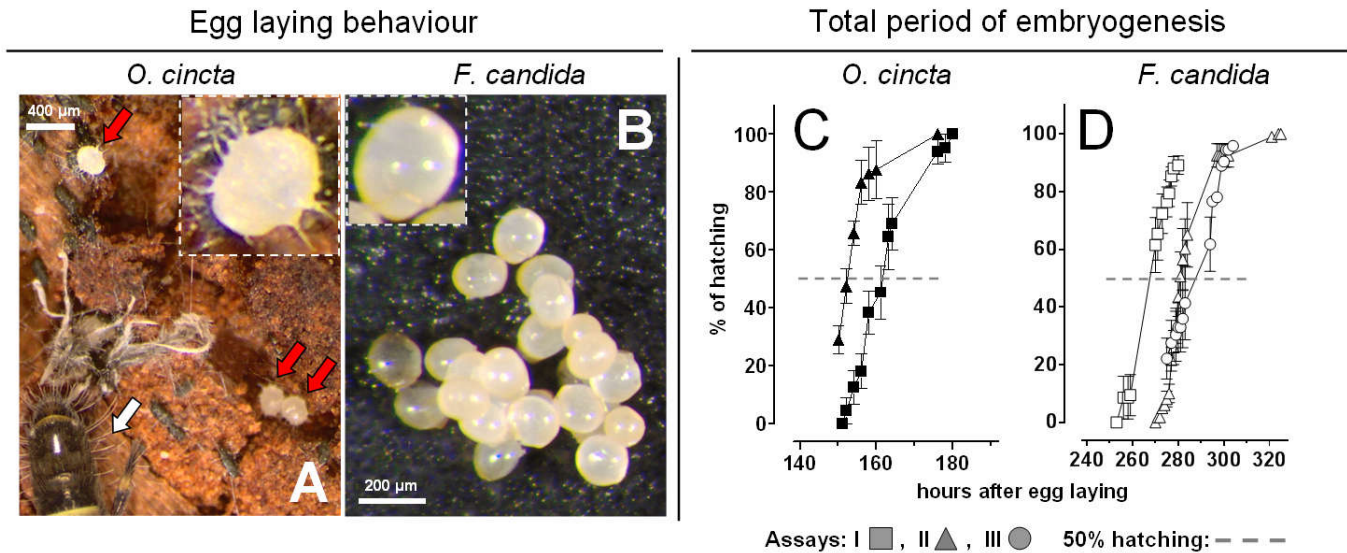 Egg laying behaviour
Total period of embryogenesis
O. cincta
F. candida
O. cincta
F. candida
400 µm
A
B
200 µm
C
D
% of hatching
100
80
60
40
20
0
140 160 180 200
100
80
60
40
20
0
240 260 280 300 320
hours after egg laying
Assays: I , II , III
50% hatching: